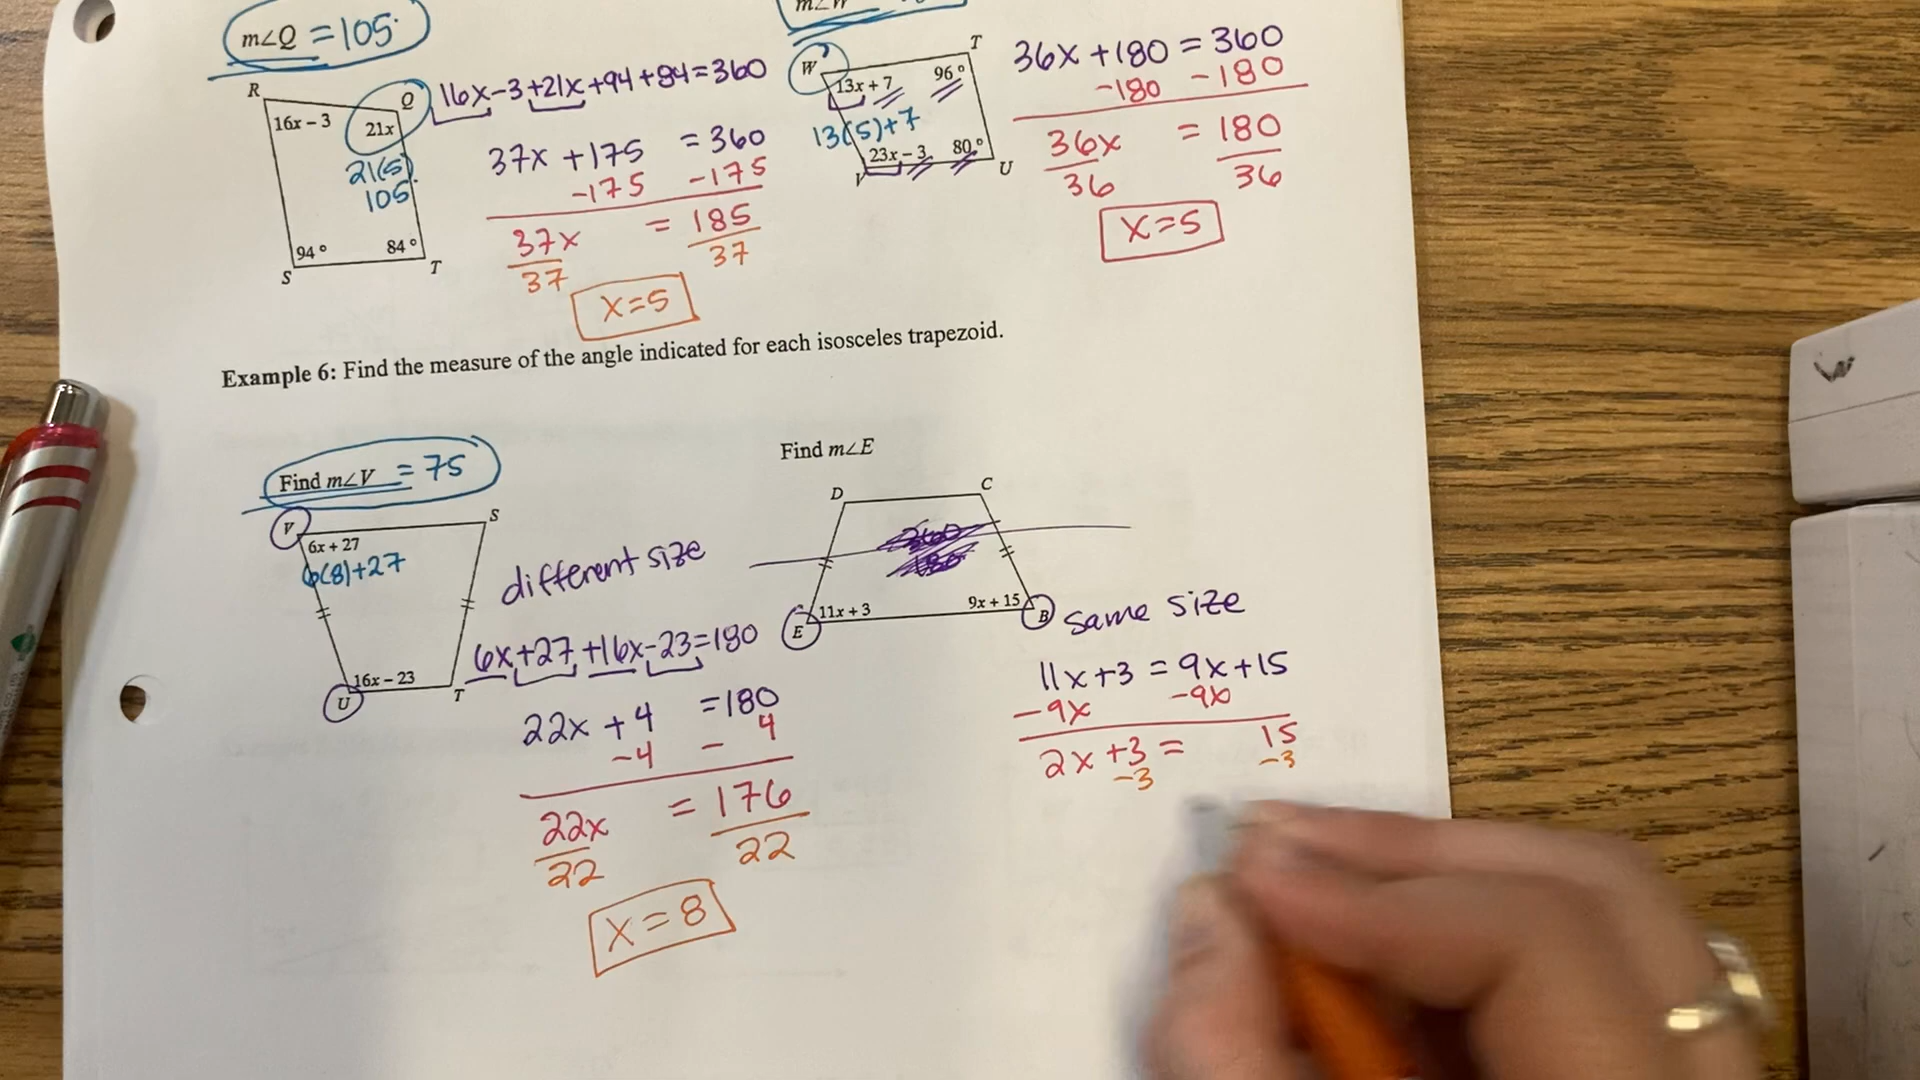 m∠Q = 105°
R
Q
16x – 3
21x
21(5)
105
94°
84°
S
T
16x-3+21x+94+84=360
37x +175 = 360
-175 -175
37x = 185
37 37
x=5
m∠W
W
T
13x + 7
96°
13(5)+7
23x – 3
80°
V
U
36x +180 = 360
-180 -180
36x = 180
36 36
x=5
Example 6: Find the measure of the angle indicated for each isosceles trapezoid.
Find m∠V = 75
V
S
6x + 27
6(8)+27
16x – 23
U
T
different size
6x+27+16x-23=180
22x + 4 =180
-4 - 4
22x = 176
22 22
x = 8
Find m∠E
D
C
360
180
11x + 3
9x + 15
E
B
same size
11x+3 = 9x+15
-9x -9x
2x +3 = 15
-3 -3